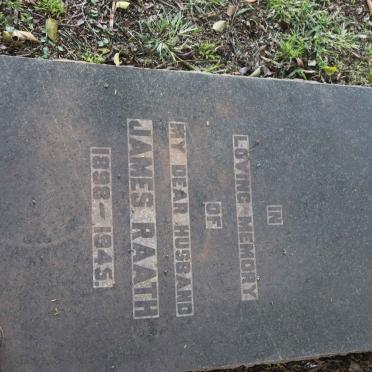 IN
LOVING MEMORY
OF
MY DEAR HUSBAND
JAMES RAATH
1898 - 1945.